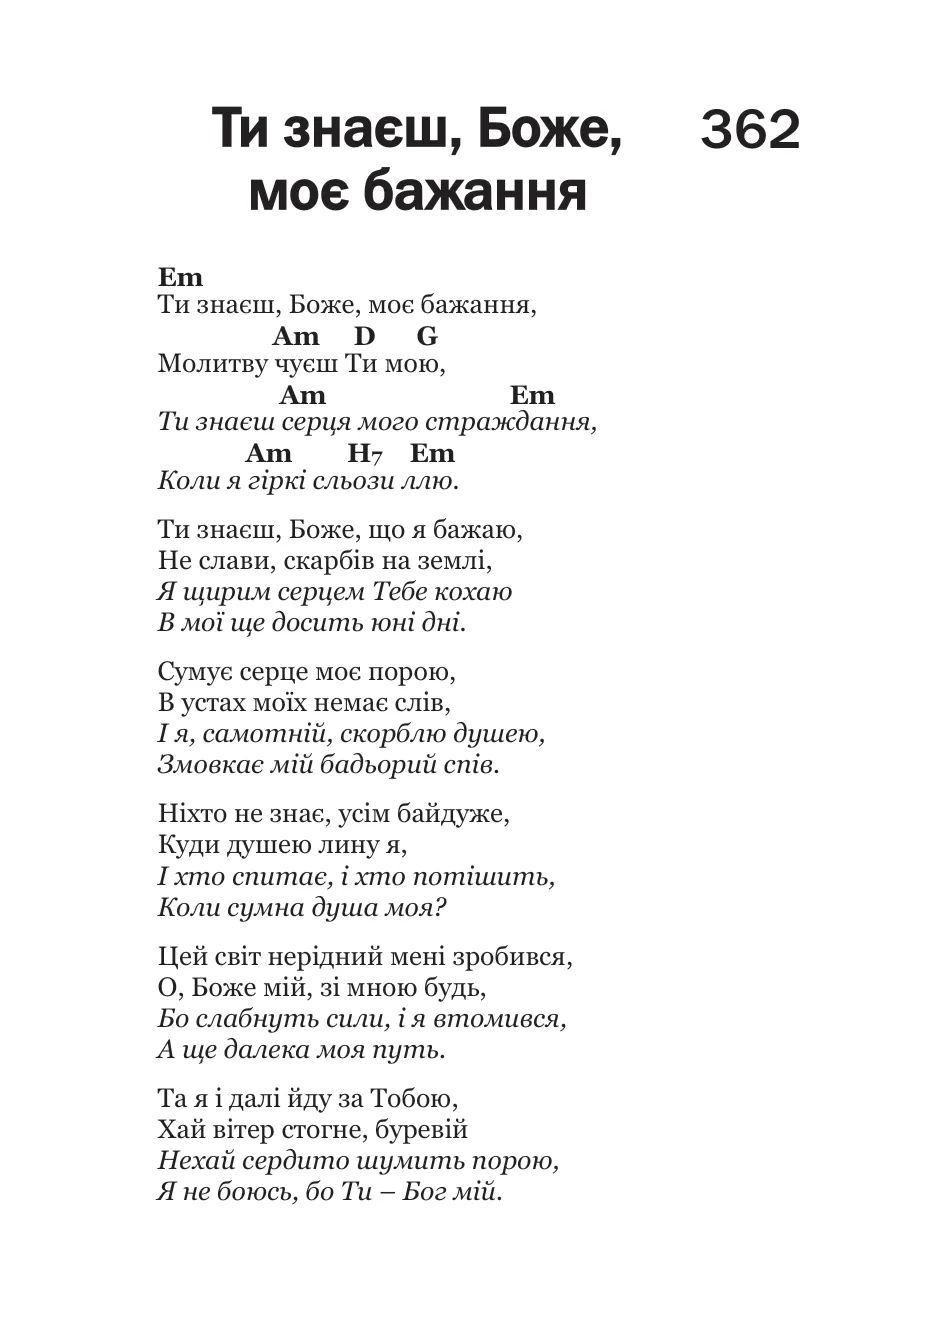 Ти знаєш, Боже, 362
моє бажання
Em
Ти знаєш, Боже, моє бажання,
Am D G
Молитву чуєш Ти мою,
Am Em
Ти знаєш серця мого страждання,
Am H7 Em
Коли я гіркі сльози ллю.
Ти знаєш, Боже, що я бажаю,
Не слави, скарбів на землі,
Я щирим серцем Тебе кохаю
В мої ще досить юні дні.
Сумує серце моє порою,
В устах моїх немає слів,
І я, самотній, скорблю душею,
Змовкає мій бадьорий спів.
Ніхто не знає, усім байдуже,
Куди душею лину я,
І хто спитає, і хто потішить,
Коли сумна душа моя?
Цей світ нерідний мені зробився,
О, Боже мій, зі мною будь,
Бо слабнуть сили, і я втомився,
А ще далека моя путь.
Та я і далі йду за Тобою,
Хай вітер стогне, буревій
Нехай сердито шумить порою,
Я не боюсь, бо Ти – Бог мій.